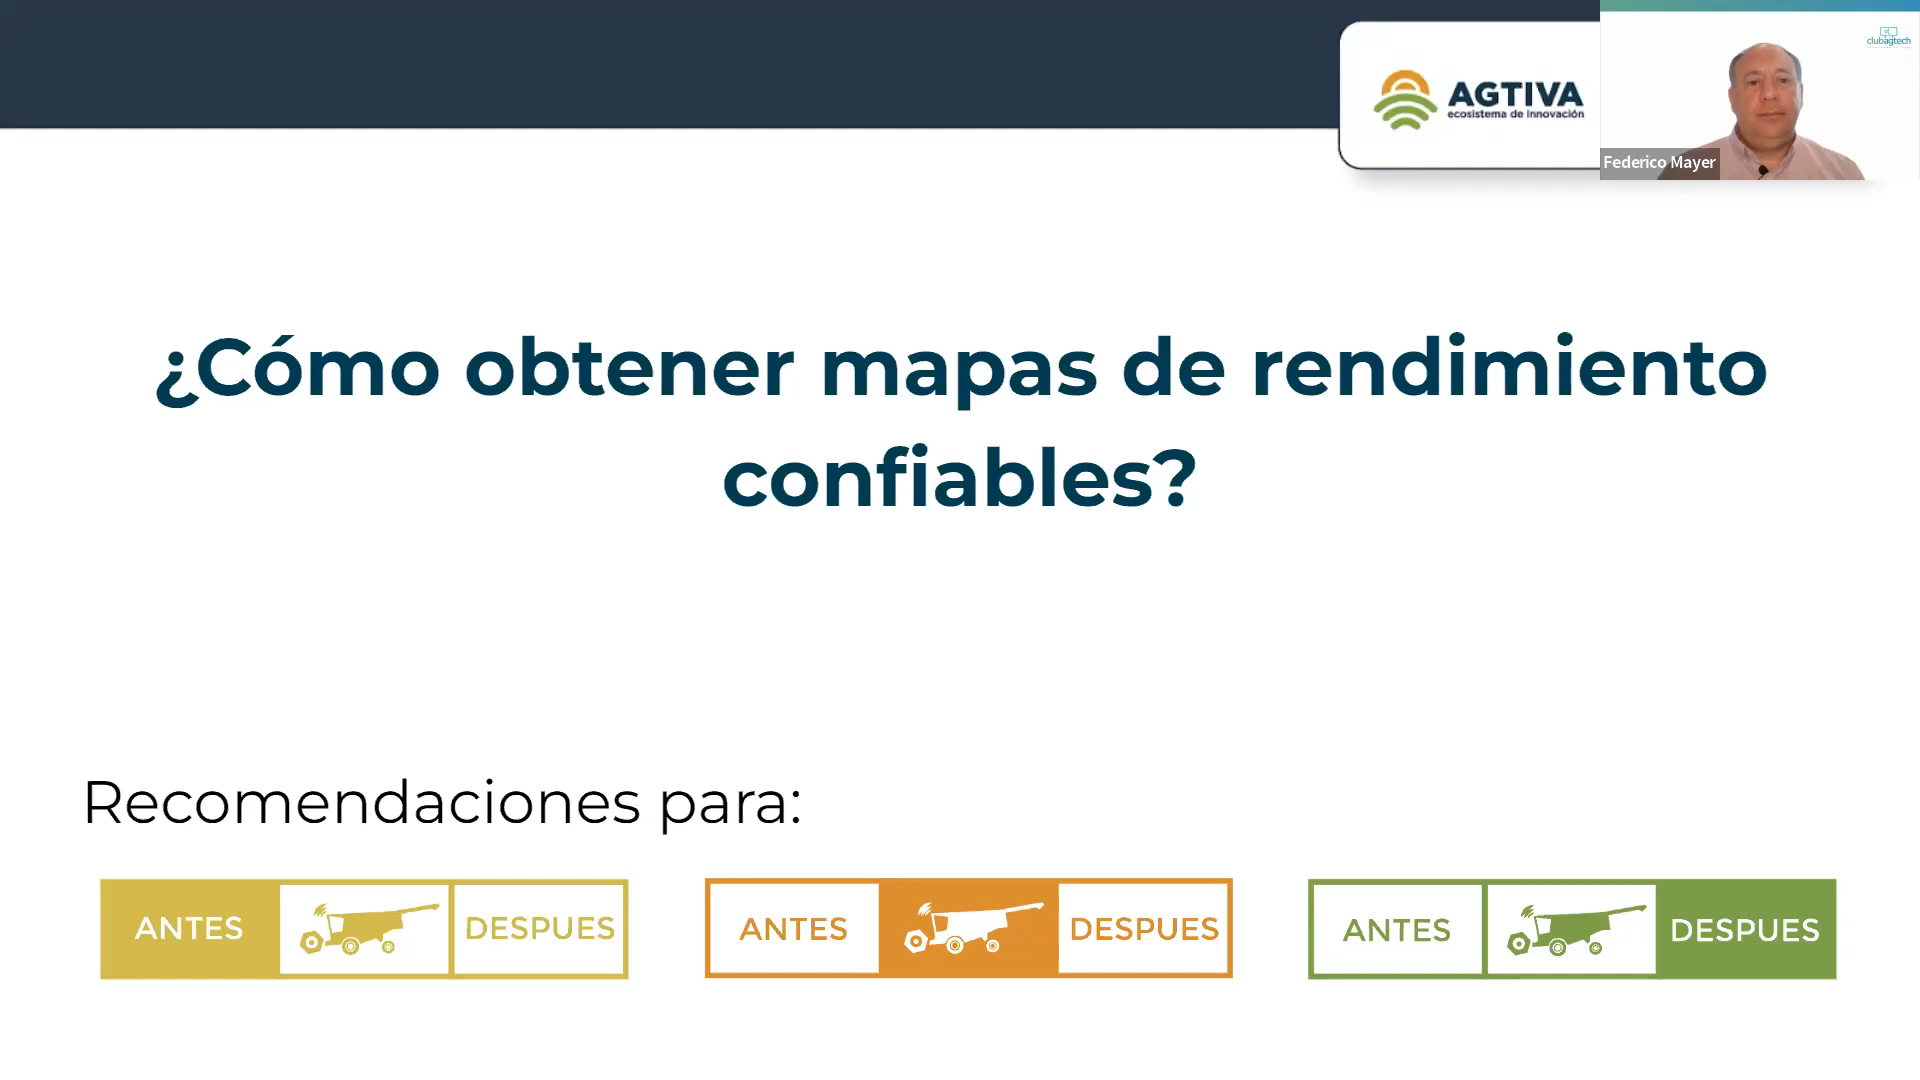 AGTIVA
ecosistema de innovación
clubagtech
Federico Mayer
¿Cómo obtener mapas de rendimiento
confiables?
Recomendaciones para:
ANTES DESPUES
ANTES DESPUES
ANTES DESPUES